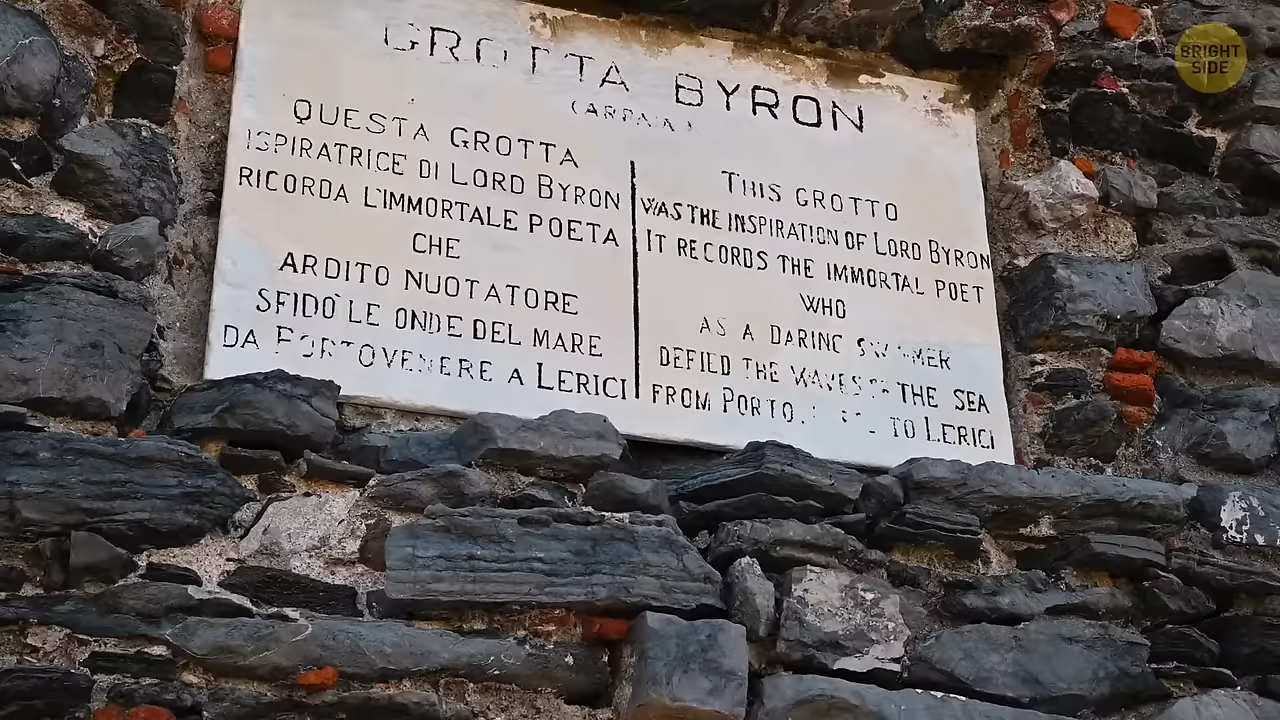 GROTTA BYRON
(ARPAIA)
QUESTA GROTTA
ISPIRATRICE DI LORD BYRON
RICORDA L'IMMORTALE POETA
CHE
ARDITO NUOTATORE
SFIDÒ LE ONDE DEL MARE
DA PORTOVENERE A LERICI
THIS GROTTO
WAS THE INSPIRATION OF LORD BYRON
IT RECORDS THE IMMORTAL POET
WHO
AS A DARING SWIMMER
DEFIED THE WAVES OF THE SEA
FROM PORTO TO LERICI
BRIGHT
SIDE